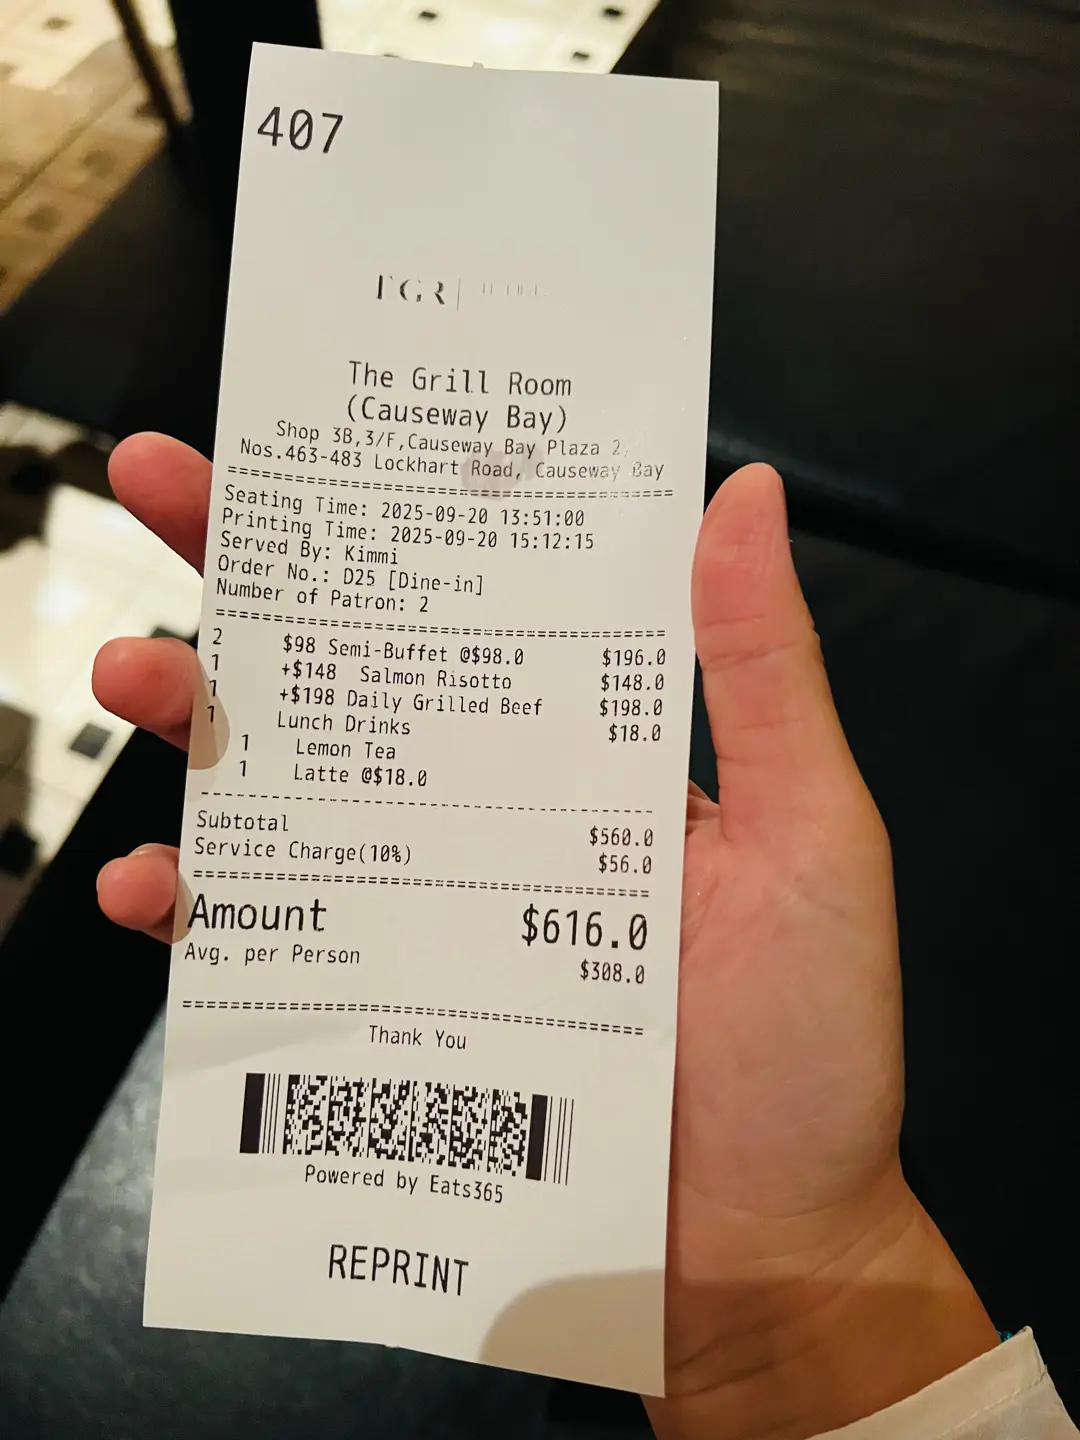 407
The Grill Room
(Causeway Bay)
Shop 3B,3/F,Causeway Bay Plaza 2,
Nos.463-483 Lockhart Road, Causeway Bay
========================================
Seating Time: 2025-09-20 13:51:00
Printing Time: 2025-09-20 15:12:15
Served By: Kimmi
Order No.: D25 [Dine-in]
Number of Patron: 2
========================================
2 $98 Semi-Buffet @$98.0 $196.0
1 +$148 Salmon Risotto $148.0
1 +$198 Daily Grilled Beef $198.0
1 Lunch Drinks $18.0
1 Lemon Tea
1 Latte @$18.0
----------------------------------------
Subtotal $560.0
Service Charge(10%) $56.0
========================================
Amount $616.0
Avg. per Person $308.0
========================================
Thank You
Powered by Eats365
REPRINT